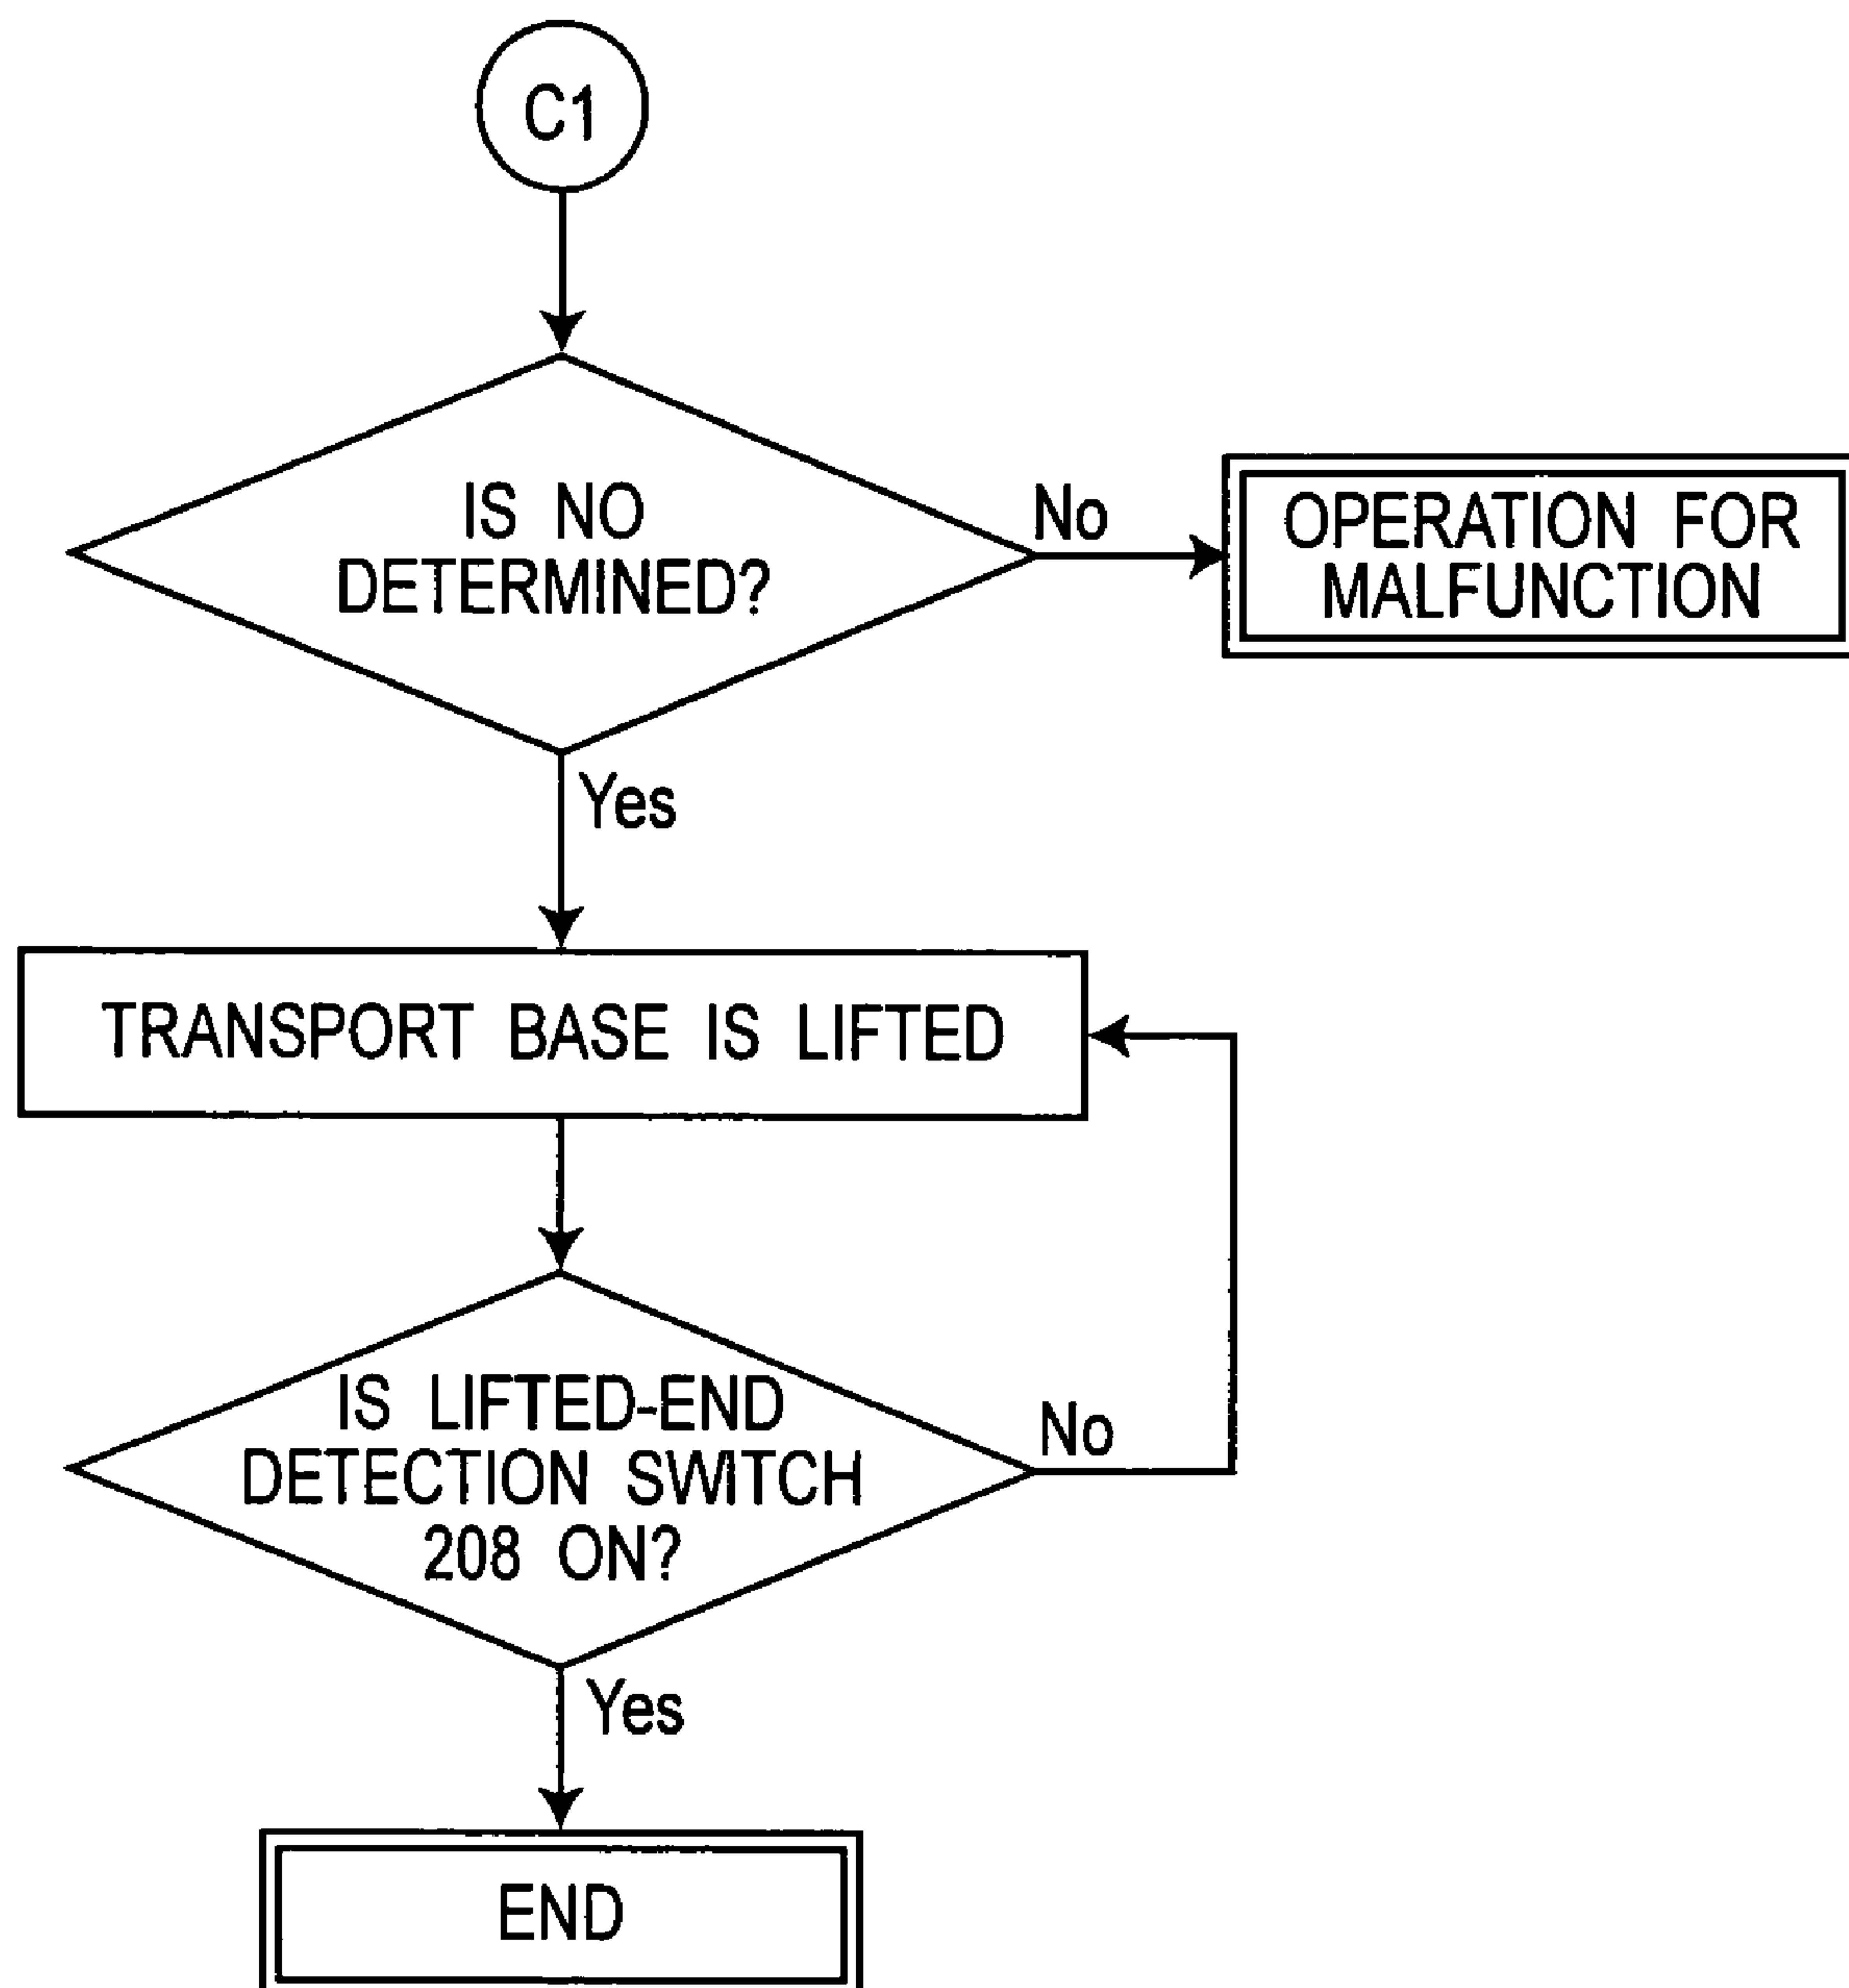 C1
IS NO
DETERMINED?
No
OPERATION FOR
MALFUNCTION
Yes
TRANSPORT BASE IS LIFTED
IS LIFTED-END
DETECTION SWITCH
208 ON?
No
Yes
END